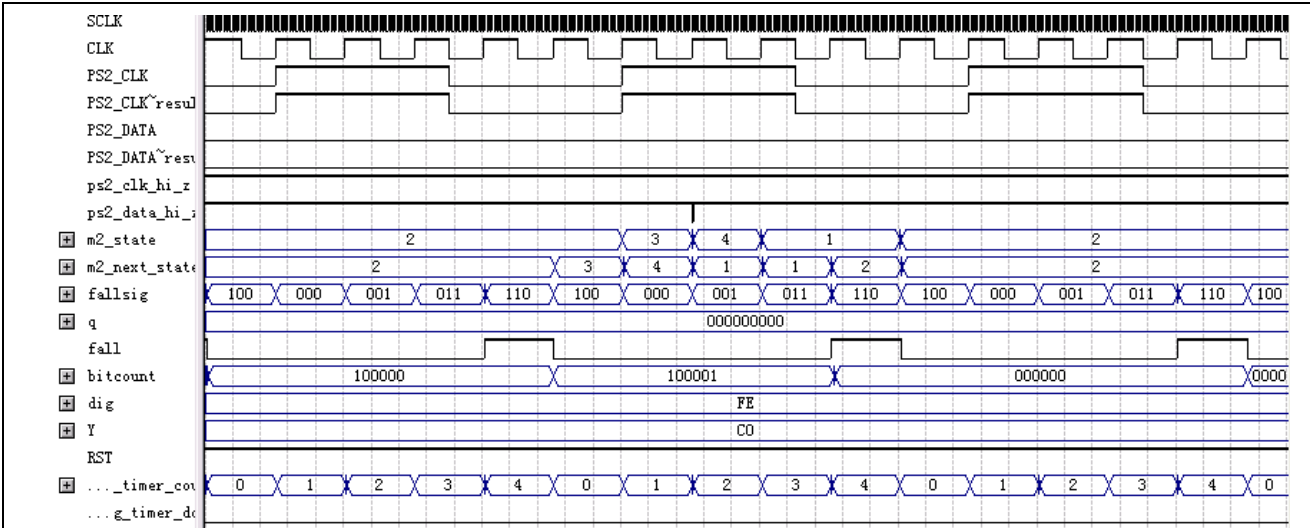 SCLK
CLK
PS2_CLK
PS2_CLK~resul
PS2_DATA
PS2_DATA~resu
ps2_clk_hi_z
ps2_data_hi_z
m2_state 2 3 4 1 2
m2_next_state 2 3 4 1 1 2 2
fallsig 100 000 001 011 110 100 000 001 011 110 100 000 001 011 110 100
q 000000000
fall
bitcount 100000 100001 000000 0000
dig FE
Y C0
RST
..._timer_cou 0 1 2 3 4 0 1 2 3 4 0 1 2 3 4 0
...g_timer_do